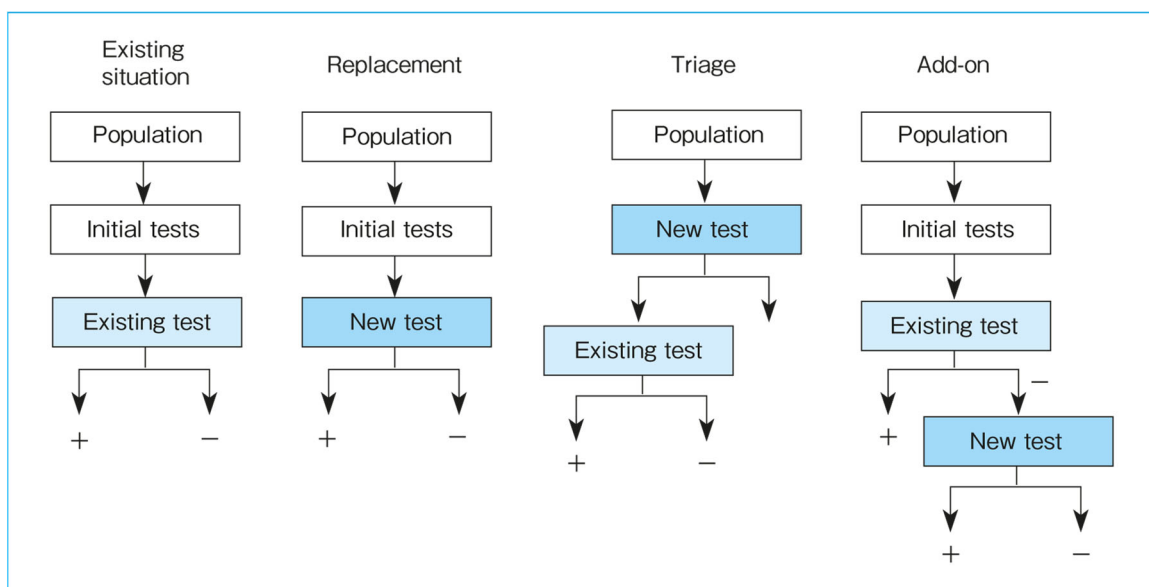 Existing
situation
Population
Initial tests
Existing test
+ −
Replacement
Population
Initial tests
New test
+ −
Triage
Population
New test
Existing test
+ −
Add-on
Population
Initial tests
Existing test
−
+
New test
+ −